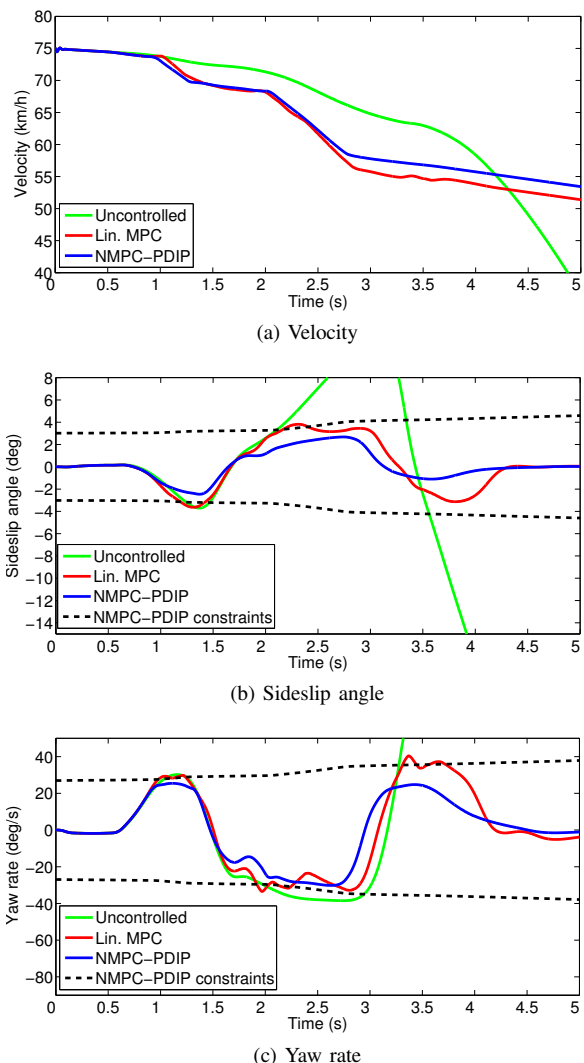 80
75
70
65
60
55
50
45
40
Velocity (km/h)
Uncontrolled
Lin. MPC
NMPC−PDIP
0 0.5 1 1.5 2 2.5 3 3.5 4 4.5 5
Time (s)
(a) Velocity
8
6
4
2
0
−2
−4
−6
−8
−10
−12
−14
Sideslip angle (deg)
Uncontrolled
Lin. MPC
NMPC−PDIP
NMPC−PDIP constraints
0 0.5 1 1.5 2 2.5 3 3.5 4 4.5 5
Time (s)
(b) Sideslip angle
40
20
0
−20
−40
−60
−80
Yaw rate (deg/s)
Uncontrolled
Lin. MPC
NMPC−PDIP
NMPC−PDIP constraints
0 0.5 1 1.5 2 2.5 3 3.5 4 4.5 5
Time (s)
(c) Yaw rate